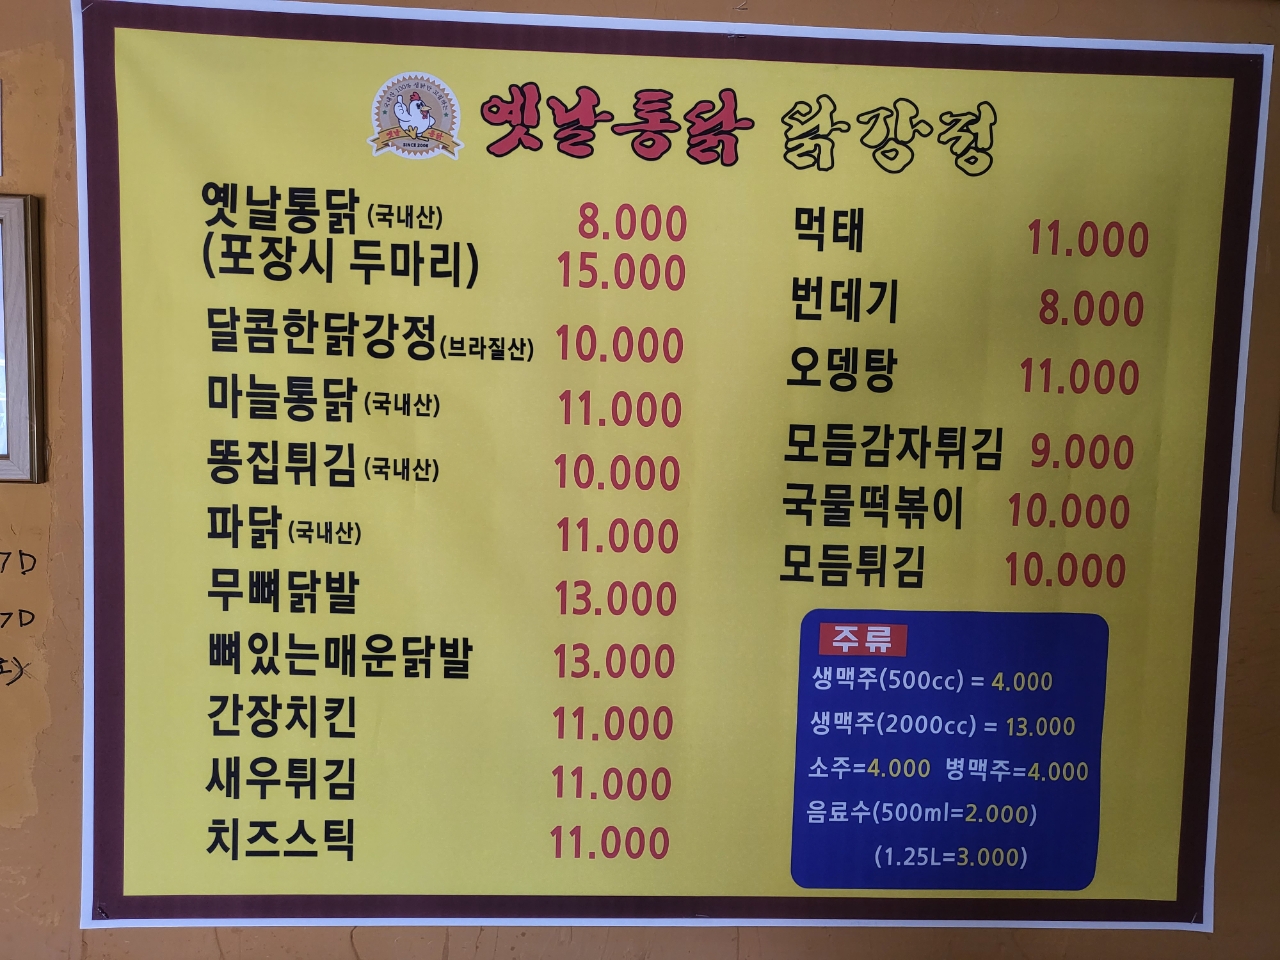 옛날통닭 닭강정
옛날 통닭
SINCE 2006
옛날통닭 (국내산) 8.000
(포장시 두마리) 15.000
달콤한닭강정(브라질산) 10.000
마늘통닭 (국내산) 11.000
똥집튀김 (국내산) 10.000
파닭 (국내산) 11.000
무뼈닭발 13.000
뼈있는매운닭발 13.000
간장치킨 11.000
새우튀김 11.000
치즈스틱 11.000
먹태 11.000
번데기 8.000
오뎅탕 11.000
모듬감자튀김 9.000
국물떡볶이 10.000
모듬튀김 10.000
주류
생맥주(500cc) = 4.000
생맥주(2000cc) = 13.000
소주=4.000 병맥주=4.000
음료수(500ml=2.000)
(1.25L=3.000)